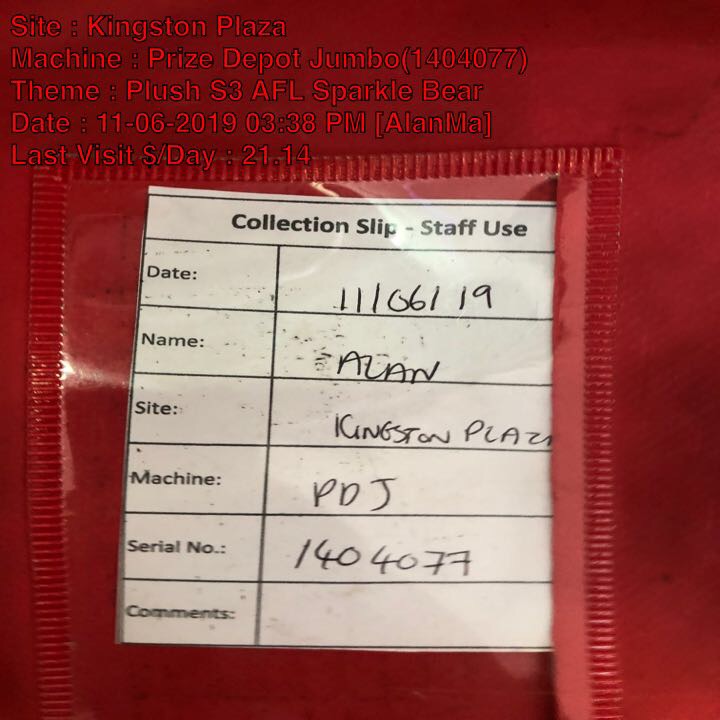 Site : Kingston Plaza
Machine : Prize Depot Jumbo(1404077)
Theme : Plush S3 AFL Sparkle Bear
Date : 11-06-2019 03:38 PM [AlanMa]
Last Visit $/Day : 21.14
Collection Slip - Staff Use
Date: 11/06/19
Name: ALAN
Site: KINGSTON PLAZA
Machine: PDJ
Serial No.: 1404077
Comments: